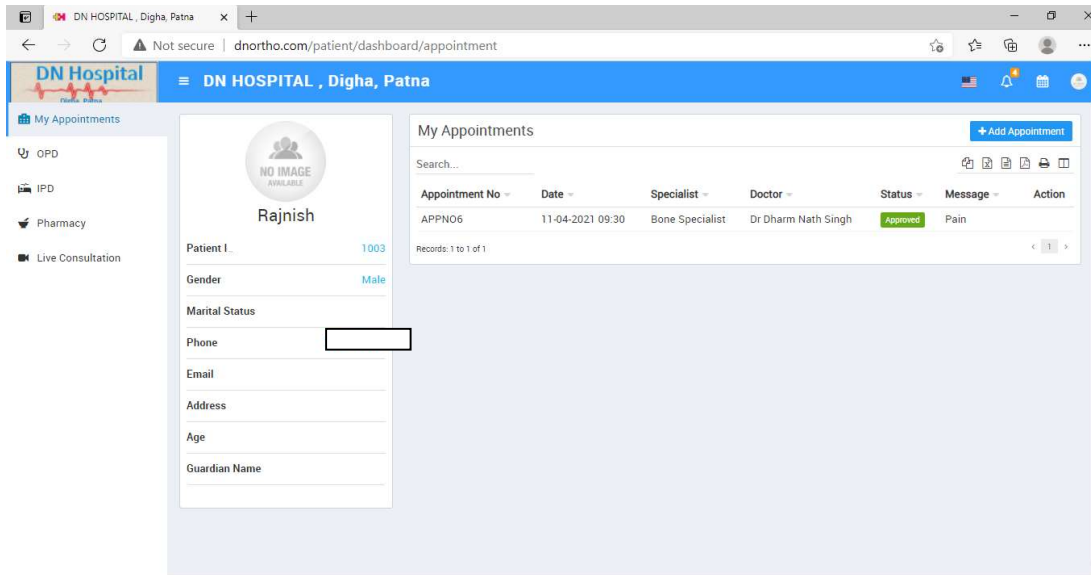 DN HOSPITAL , Digha, Patna
Not secure | dnortho.com/patient/dashboard/appointment
DN Hospital
Digha, Patna
DN HOSPITAL , Digha, Patna
4
My Appointments
OPD
IPD
Pharmacy
Live Consultation
NO IMAGE
AVAILABLE
Rajnish
Patient I.. 1003
Gender Male
Marital Status
Phone
Email
Address
Age
Guardian Name
My Appointments
+ Add Appointment
Search...
Appointment No Date Specialist Doctor Status Message Action
APPNO6 11-04-2021 09:30 Bone Specialist Dr Dharm Nath Singh Approved Pain
Records: 1 to 1 of 1
< 1 >